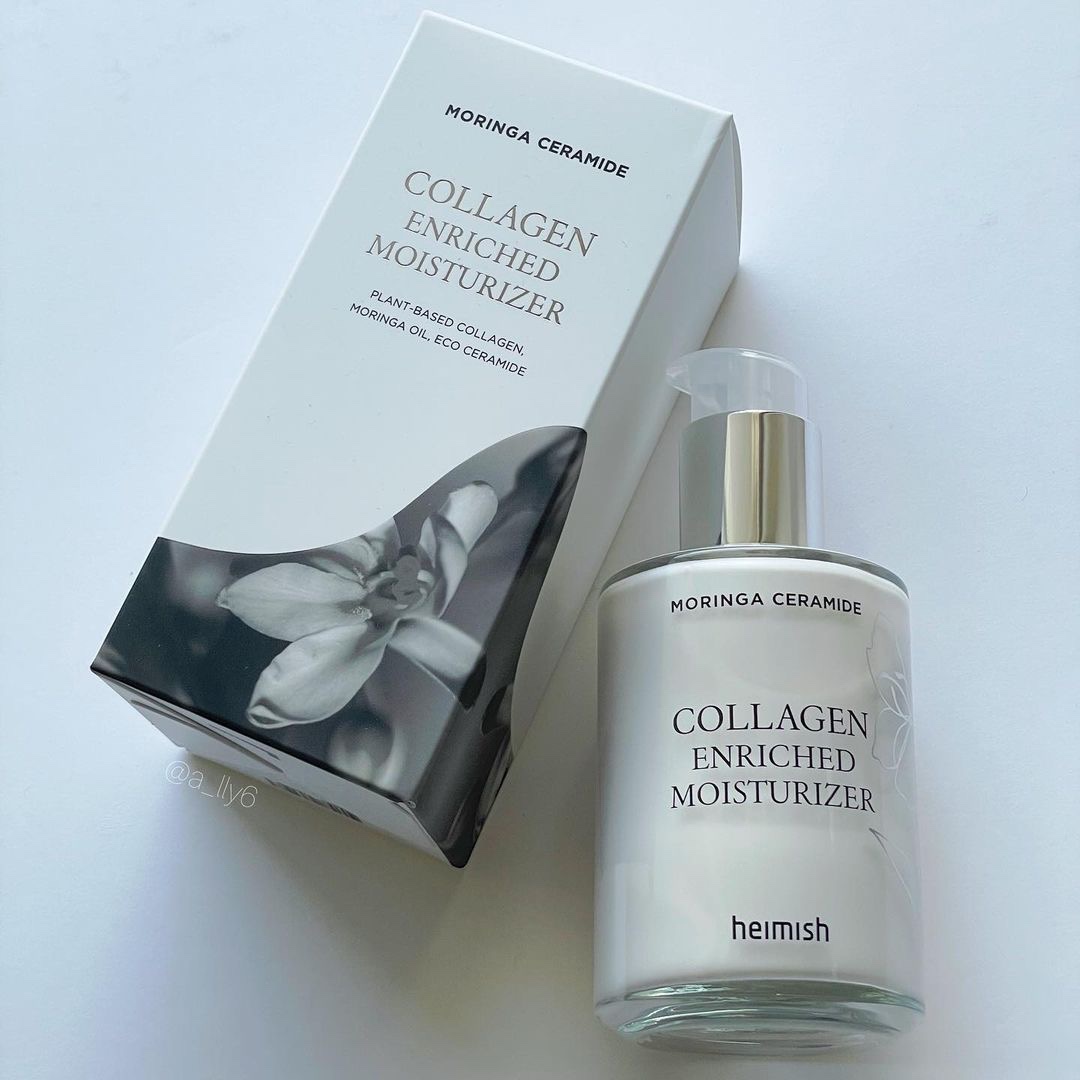 MORINGA CERAMIDE
COLLAGEN
ENRICHED
MOISTURIZER
PLANT-BASED COLLAGEN,
MORINGA OIL, ECO CERAMIDE
@a_lly6
MORINGA CERAMIDE
COLLAGEN
ENRICHED
MOISTURIZER
heimish